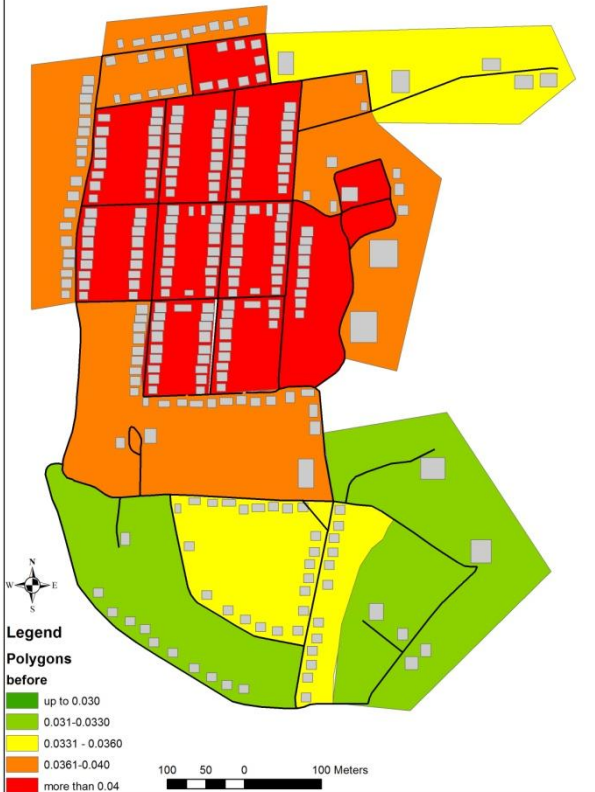 N
W E
S
Legend
Polygons
before
up to 0.030
0.031-0.0330
0.0331 - 0.0360
0.0361-0.040
more than 0.04
100 50 0 100 Meters